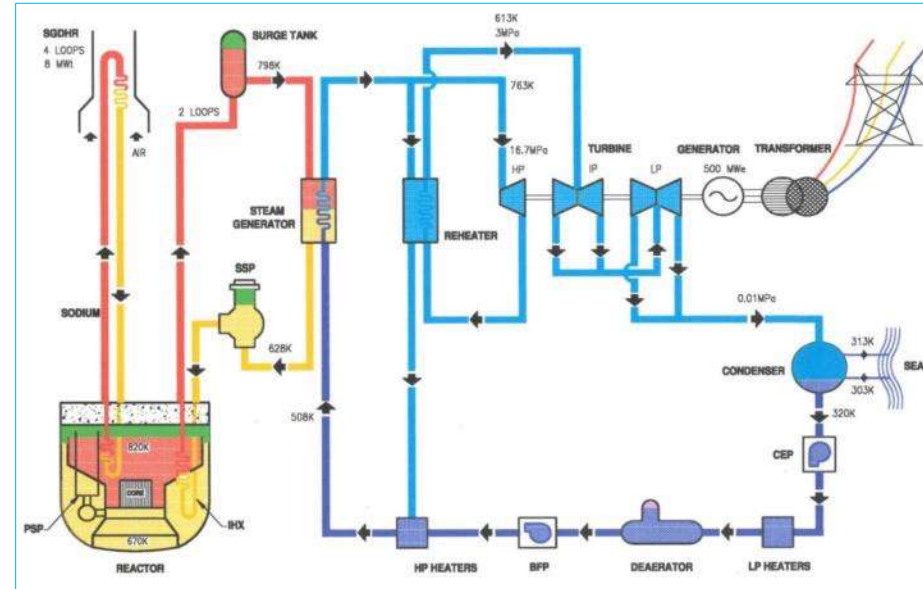 SGDHR
4 LOOPS
8 MWt
AIR
SURGE TANK
798K
2 LOOPS
613K
3MPa
763K
16.7MPa
HP
TURBINE
IP
LP
GENERATOR
500 MWe
TRANSFORMER
STEAM
GENERATOR
REHEATER
SSP
SODIUM
628K
508K
0.01MPa
CONDENSER
313K
303K
SEA
320K
CEP
820K
CORE
PSP
IHX
670K
REACTOR
HP HEATERS
BFP
DEAERATOR
LP HEATERS